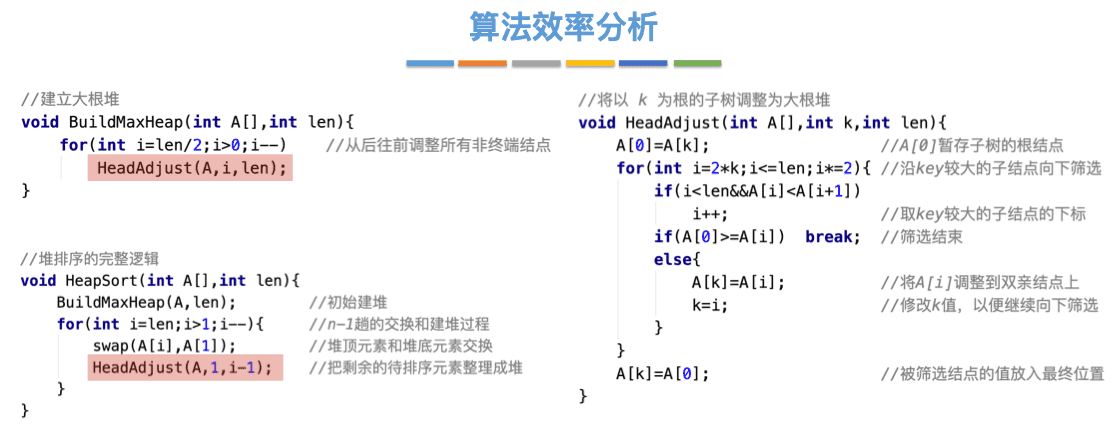 算法效率分析
//建立大根堆
void BuildMaxHeap(int A[],int len){
    for(int i=len/2;i>0;i--)    //从后往前调整所有非终端结点
        HeadAdjust(A,i,len);
}
//堆排序的完整逻辑
void HeapSort(int A[],int len){
    BuildMaxHeap(A,len);        //初始建堆
    for(int i=len;i>1;i--){     //n-1趟的交换和建堆过程
        swap(A[i],A[1]);        //堆顶元素和堆底元素交换
        HeadAdjust(A,1,i-1);    //把剩余的待排序元素整理成堆
    }
}
//将以 k 为根的子树调整为大根堆
void HeadAdjust(int A[],int k,int len){
    A[0]=A[k];                  //A[0]暂存子树的根结点
    for(int i=2*k;i<=len;i*=2){ //沿key较大的子结点向下筛选
        if(i<len&&A[i]<A[i+1])
            i++;                //取key较大的子结点的下标
        if(A[0]>=A[i])  break;  //筛选结束
        else{
            A[k]=A[i];          //将A[i]调整到双亲结点上
            k=i;                //修改k值，以便继续向下筛选
        }
    }
    A[k]=A[0];                  //被筛选结点的值放入最终位置
}